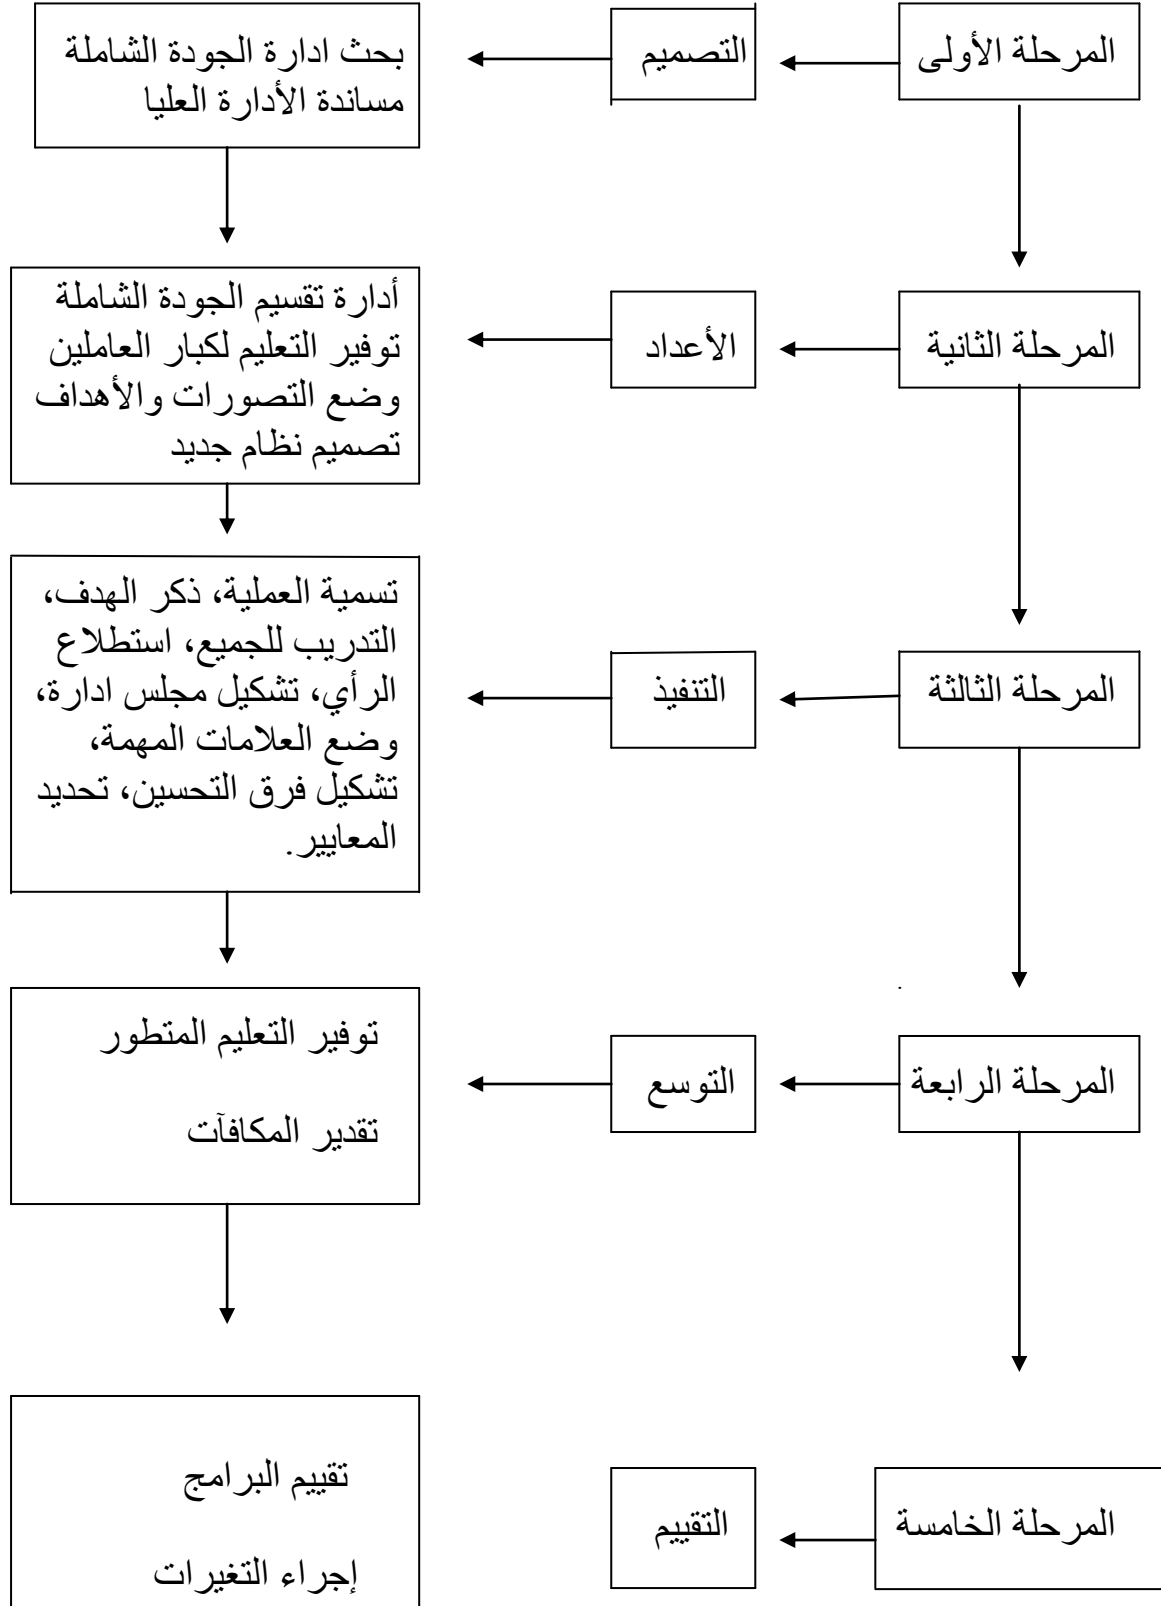 المرحلة الأولى
التصميم
بحث ادارة الجودة الشاملة
مساندة الأدارة العليا
المرحلة الثانية
الأعداد
أدارة تقسيم الجودة الشاملة
توفير التعليم لكبار العاملين
وضع التصورات والأهداف
تصميم نظام جديد
المرحلة الثالثة
التنفيذ
تسمية العملية، ذكر الهدف،
التدريب للجميع، استطلاع
الرأي، تشكيل مجلس ادارة،
وضع العلامات المهمة،
تشكيل فرق التحسين، تحديد
المعايير.
المرحلة الرابعة
التوسع
توفير التعليم المتطور
تقدير المكافآت
المرحلة الخامسة
التقييم
تقييم البرامج
إجراء التغيرات